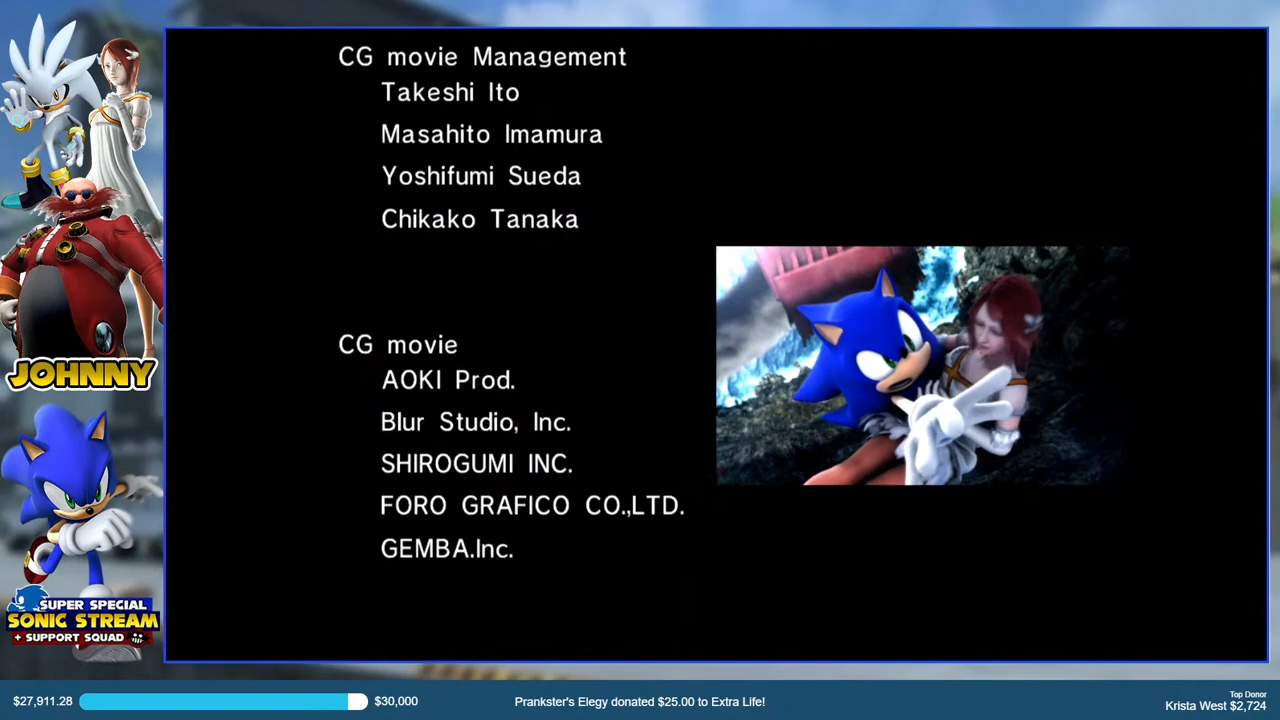 CG movie Management
Takeshi Ito
Masahito Imamura
Yoshifumi Sueda
Chikako Tanaka
CG movie
AOKI Prod.
Blur Studio, Inc.
SHIROGUMI INC.
FORO GRAFICO CO.,LTD.
GEMBA.Inc.
JOHNNY
SUPER SPECIAL
SONIC STREAM
+ SUPPORT SQUAD
$27,911.28
$30,000
Prankster's Elegy donated $25.00 to Extra Life!
Top Donor
Krista West $2,724